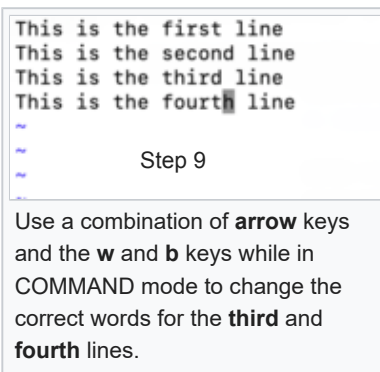 This is the first line
This is the second line
This is the third line
This is the fourth line
~
~
Step 9
~
Use a combination of arrow keys
and the w and b keys while in
COMMAND mode to change the
correct words for the third and
fourth lines.